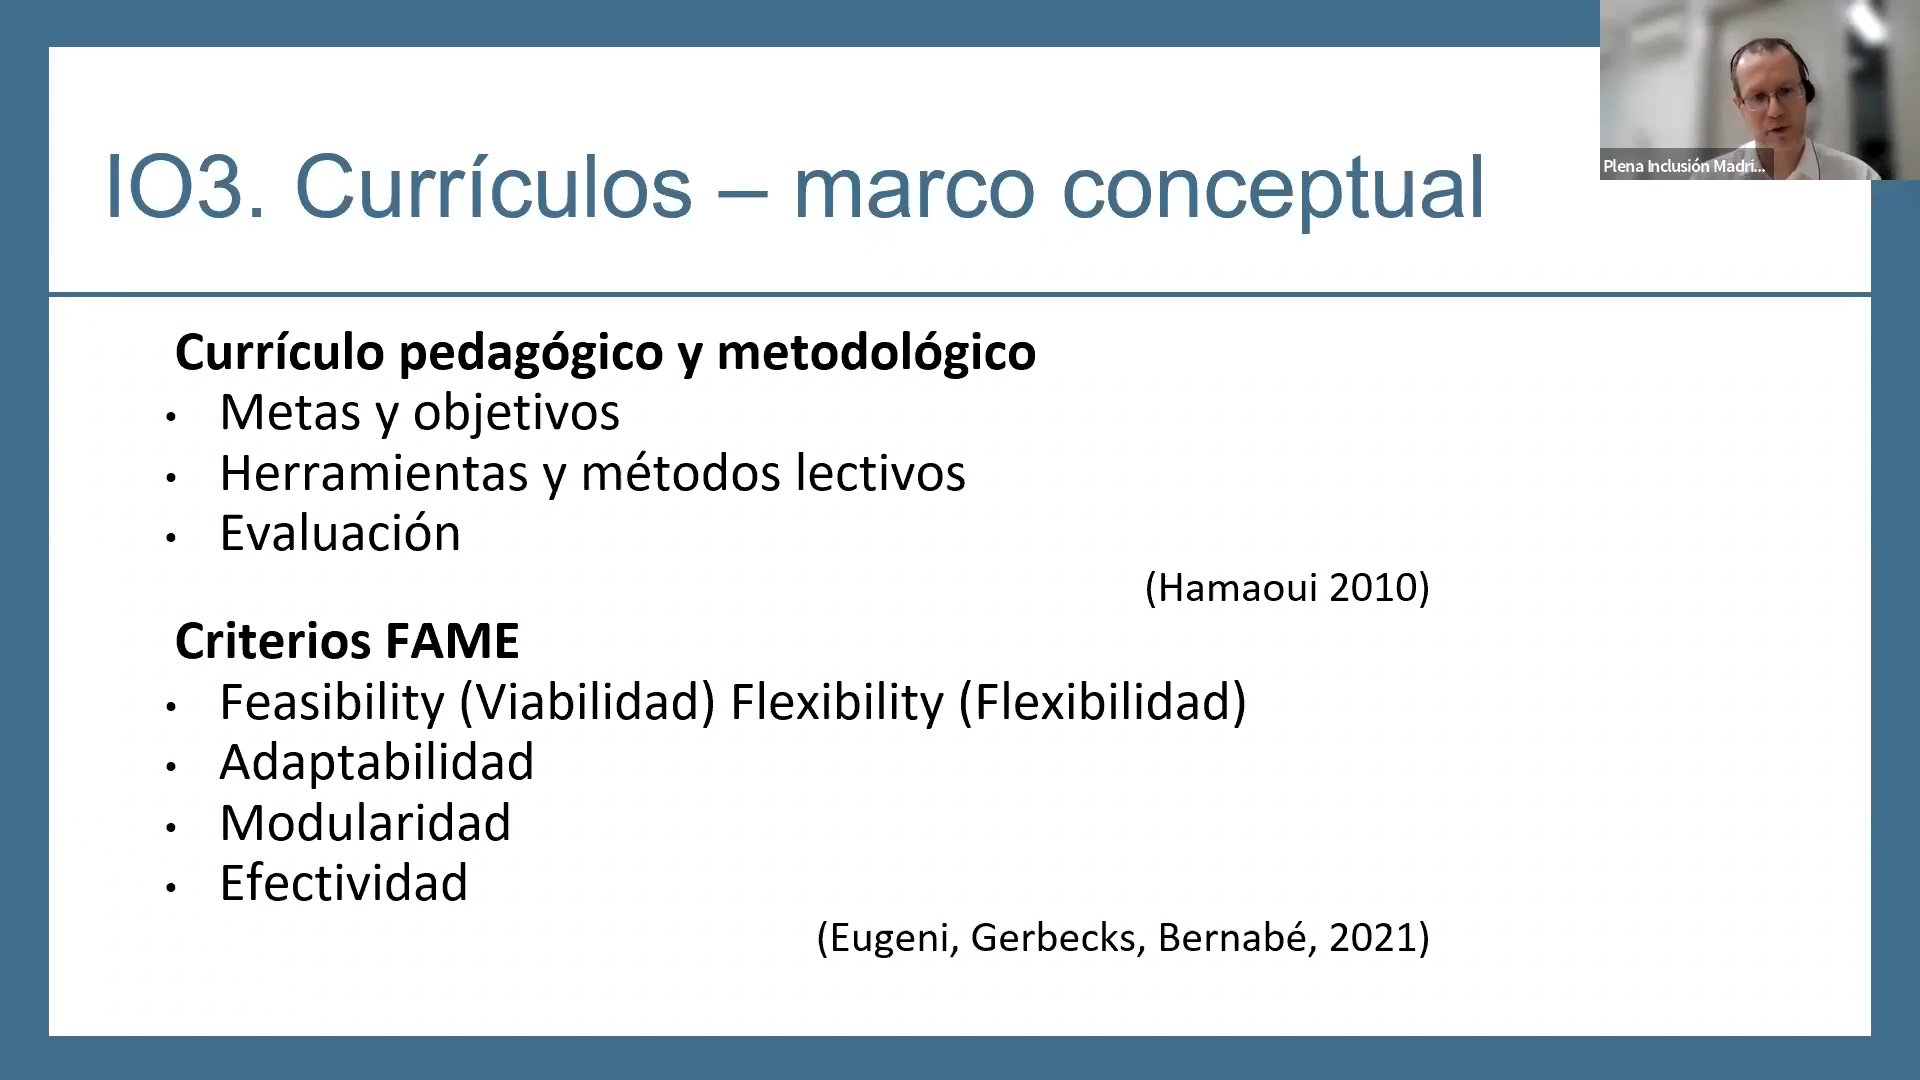 IO3. Currículos – marco conceptual
Plena Inclusión Madri...
Currículo pedagógico y metodológico
• Metas y objetivos
• Herramientas y métodos lectivos
• Evaluación
(Hamaoui 2010)
Criterios FAME
• Feasibility (Viabilidad) Flexibility (Flexibilidad)
• Adaptabilidad
• Modularidad
• Efectividad
(Eugeni, Gerbecks, Bernabé, 2021)